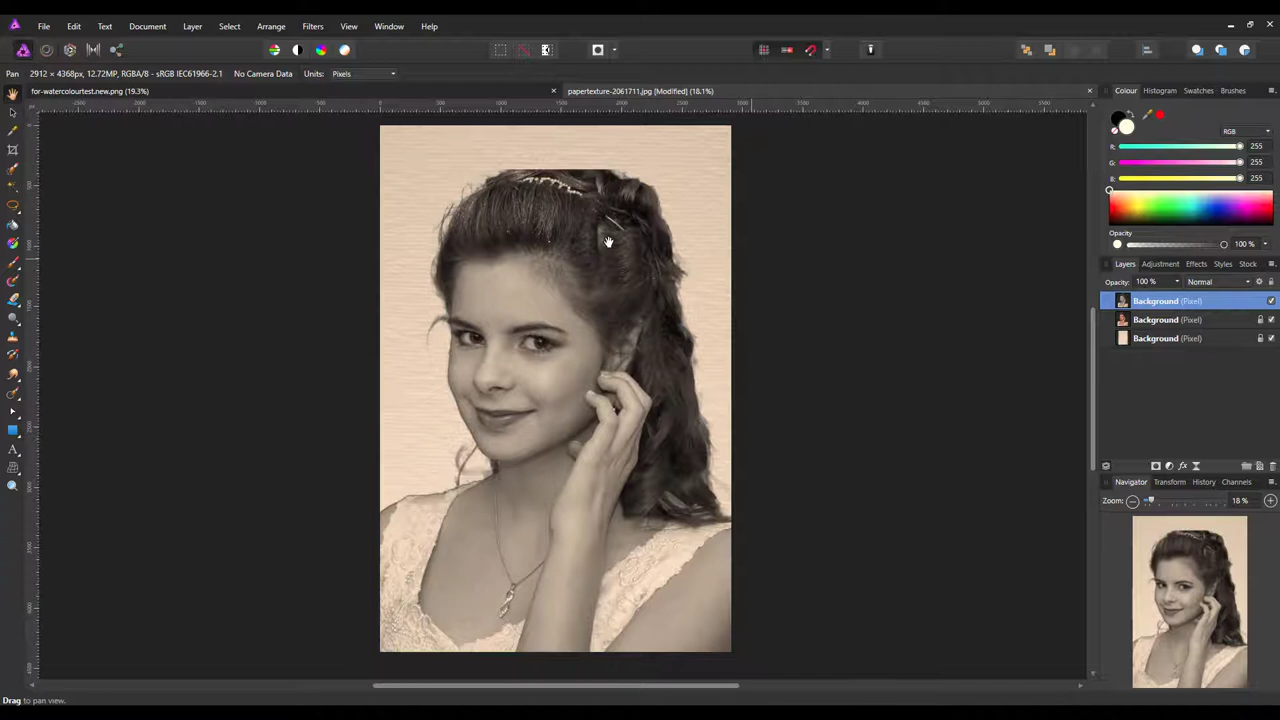 File Edit Text Document Layer Select Arrange Filters View Window Help
Pan 2912 × 4368px, 12.72MP, RGBA/8 - sRGB IEC61966-2.1 No Camera Data Units: Pixels
for-watercolourtest.new.png (19.3%) papertexture-2061711.jpg [Modified] (18.1%)
Colour Histogram Swatches Brushes
RGB
R: 255
G: 255
B: 255
Opacity
100 %
Layers Adjustment Effects Styles Stock
Opacity: 100 % Normal
Background (Pixel)
Background (Pixel)
Background (Pixel)
Navigator Transform History Channels
Zoom: 18 %
Drag to pan view.